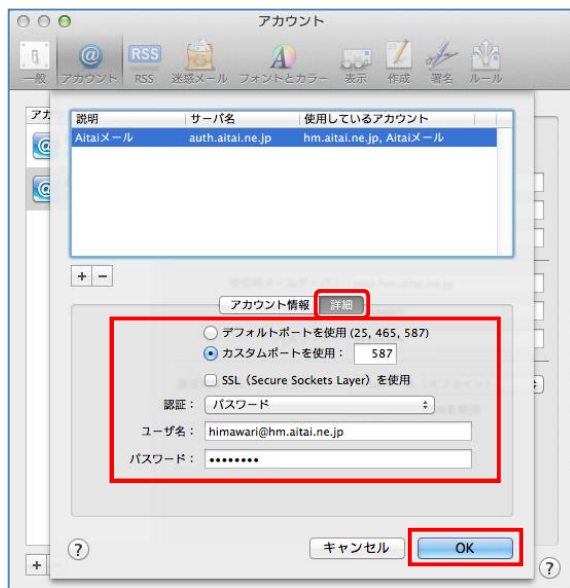 アカウント
一般 アカウント RSS 迷惑メール フォントとカラー 表示 作成 署名 ルール
RSS
アカ
説明 サーバ名 使用しているアカウント
Aitaiメール auth.aitai.ne.jp hm.aitai.ne.jp, Aitaiメール
+ −
アカウント情報 詳細
デフォルトポートを使用 (25, 465, 587)
カスタムポートを使用： 587
SSL（Secure Sockets Layer）を使用
認証： パスワード
ユーザ名： himawari@hm.aitai.ne.jp
パスワード： ••••••••
? キャンセル OK
+ ?